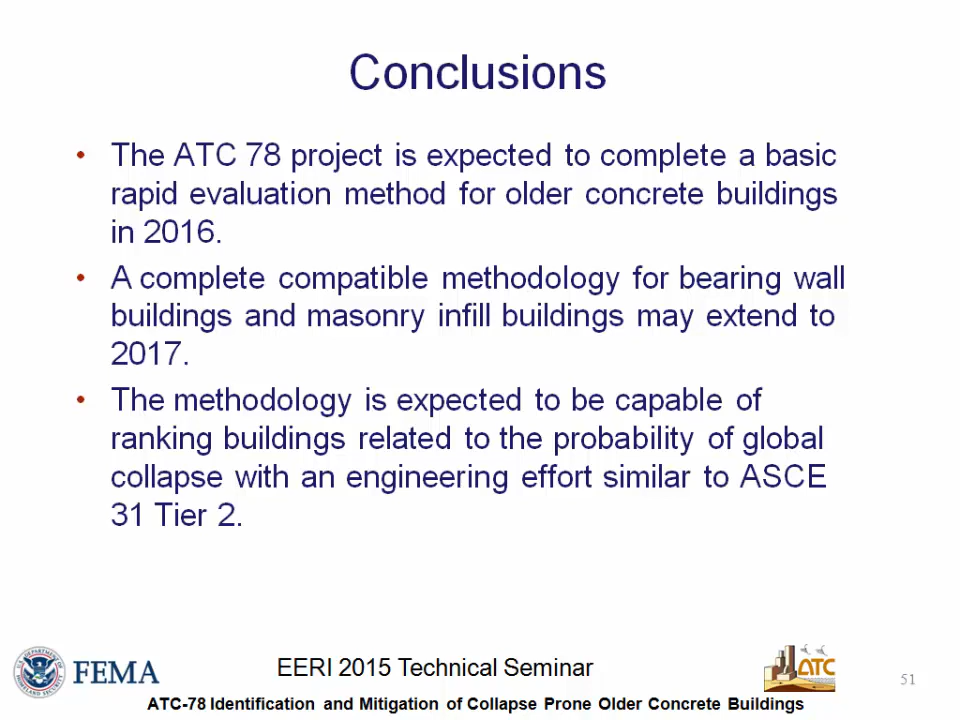 Conclusions
• The ATC 78 project is expected to complete a basic
rapid evaluation method for older concrete buildings
in 2016.
• A complete compatible methodology for bearing wall
buildings and masonry infill buildings may extend to
2017.
• The methodology is expected to be capable of
ranking buildings related to the probability of global
collapse with an engineering effort similar to ASCE
31 Tier 2.
FEMA
EERI 2015 Technical Seminar
ATC
51
ATC-78 Identification and Mitigation of Collapse Prone Older Concrete Buildings